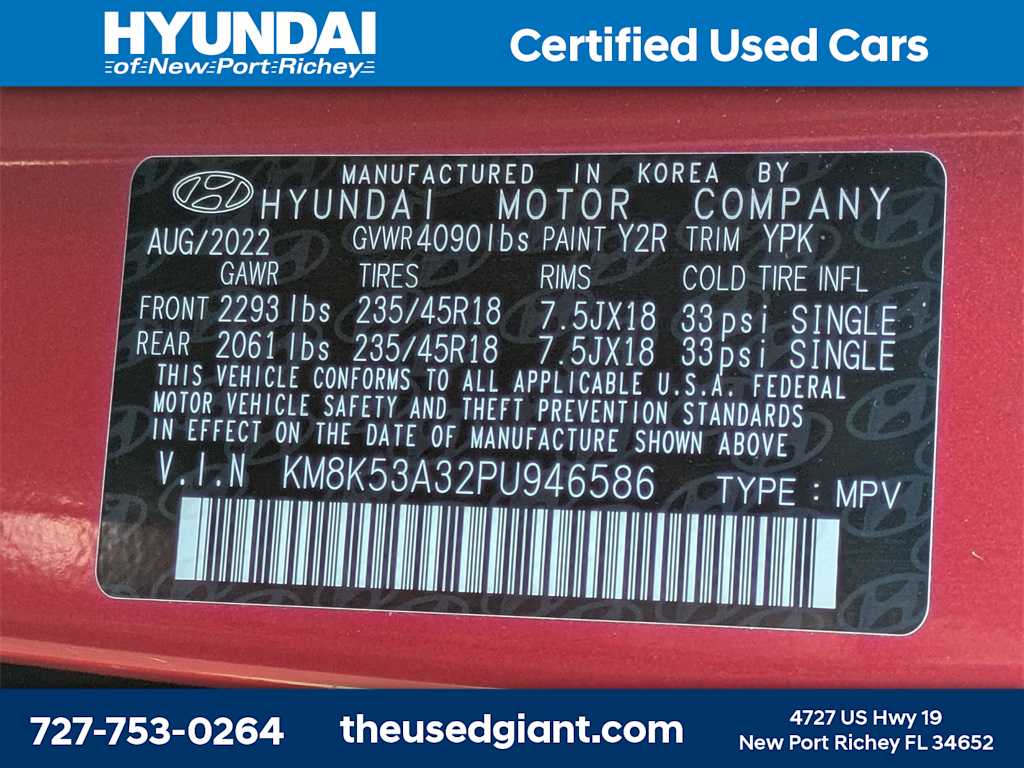 HYUNDAI
of New Port Richey
Certified Used Cars
MANUFACTURED IN KOREA BY
HYUNDAI MOTOR COMPANY
AUG/2022 GVWR 4090 lbs PAINT Y2R TRIM YPK
GAWR TIRES RIMS COLD TIRE INFL
FRONT 2293 lbs 235/45R18 7.5JX18 33psi SINGLE
REAR 2061 lbs 235/45R18 7.5JX18 33psi SINGLE
THIS VEHICLE CONFORMS TO ALL APPLICABLE U.S.A. FEDERAL
MOTOR VEHICLE SAFETY AND THEFT PREVENTION STANDARDS
IN EFFECT ON THE DATE OF MANUFACTURE SHOWN ABOVE
V.I.N KM8K53A32PU946586 TYPE : MPV
727-753-0264
theusedgiant.com
4727 US Hwy 19
New Port Richey FL 34652